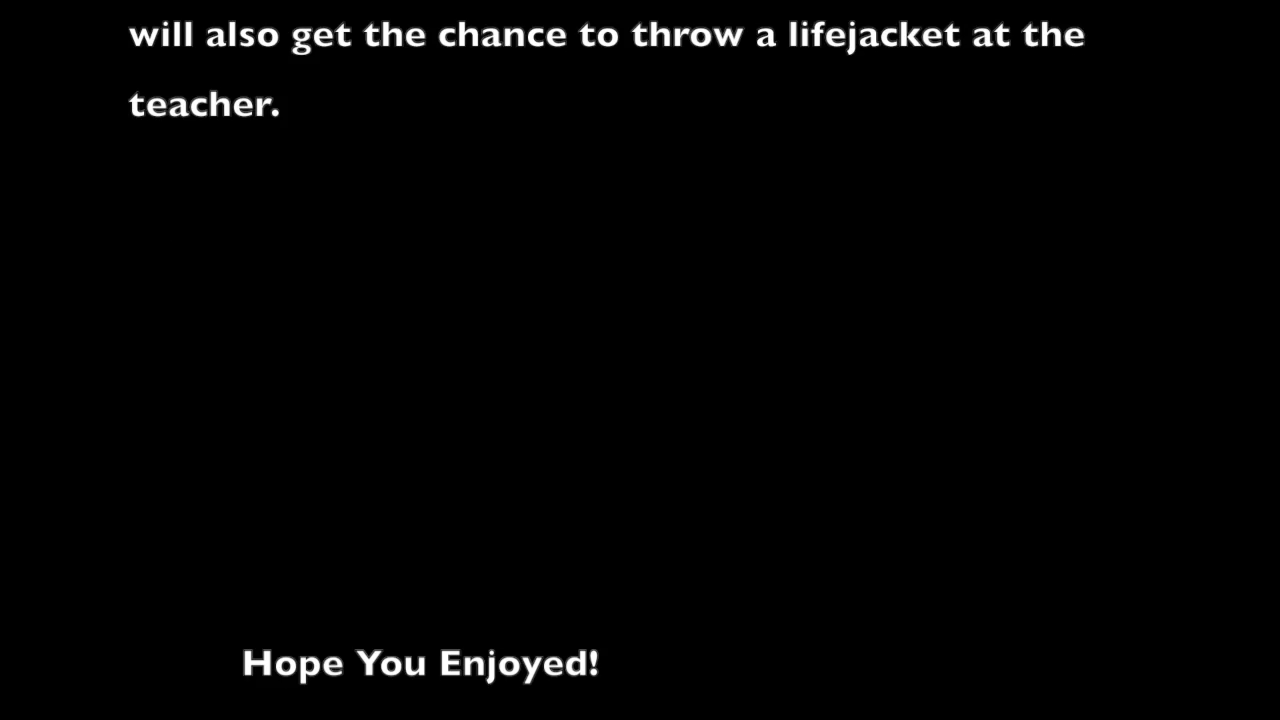 will also get the chance to throw a lifejacket at the
teacher.
Hope You Enjoyed!